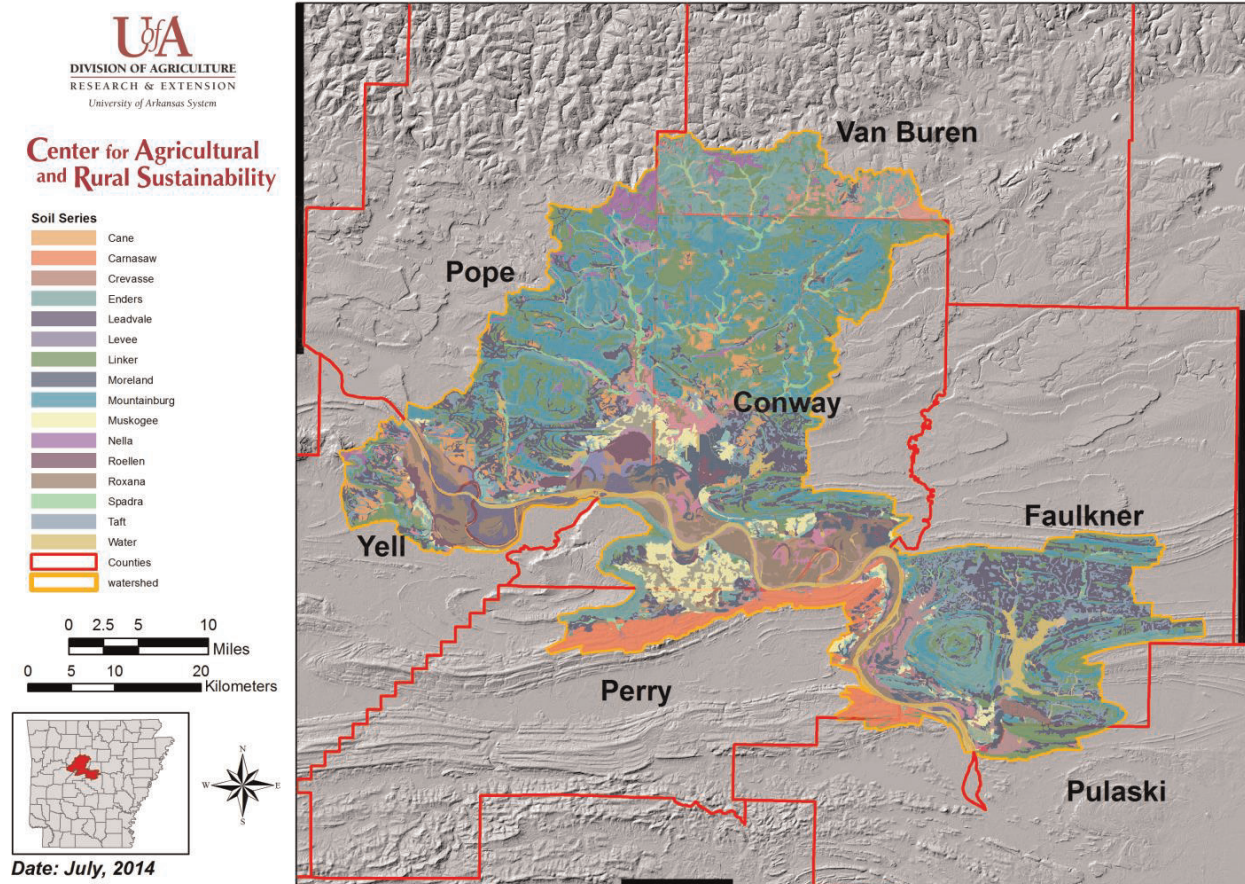 UofA
DIVISION OF AGRICULTURE
RESEARCH & EXTENSION
University of Arkansas System
Center for Agricultural
and Rural Sustainability
Soil Series
Cane
Carnasaw
Crevasse
Enders
Leadvale
Levee
Linker
Moreland
Mountainburg
Muskogee
Nella
Roellen
Roxana
Spadra
Taft
Water
Counties
watershed
0 2.5 5 10
Miles
0 5 10 20
Kilometers
N
W E
S
Date: July, 2014
Van Buren
Pope
Conway
Faulkner
Yell
Perry
Pulaski